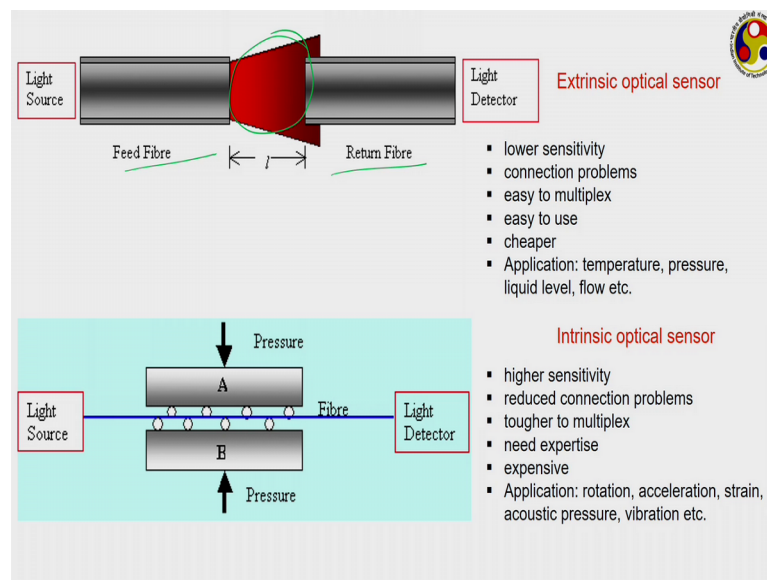 Light
Source
Light
Detector
Feed Fibre
l
Return Fibre
Extrinsic optical sensor
▪ lower sensitivity
▪ connection problems
▪ easy to multiplex
▪ easy to use
▪ cheaper
▪ Application: temperature, pressure,
liquid level, flow etc.
Pressure
A
Light
Source
Fibre
Light
Detector
B
Pressure
Intrinsic optical sensor
▪ higher sensitivity
▪ reduced connection problems
▪ tougher to multiplex
▪ need expertise
▪ expensive
▪ Application: rotation, acceleration, strain,
acoustic pressure, vibration etc.